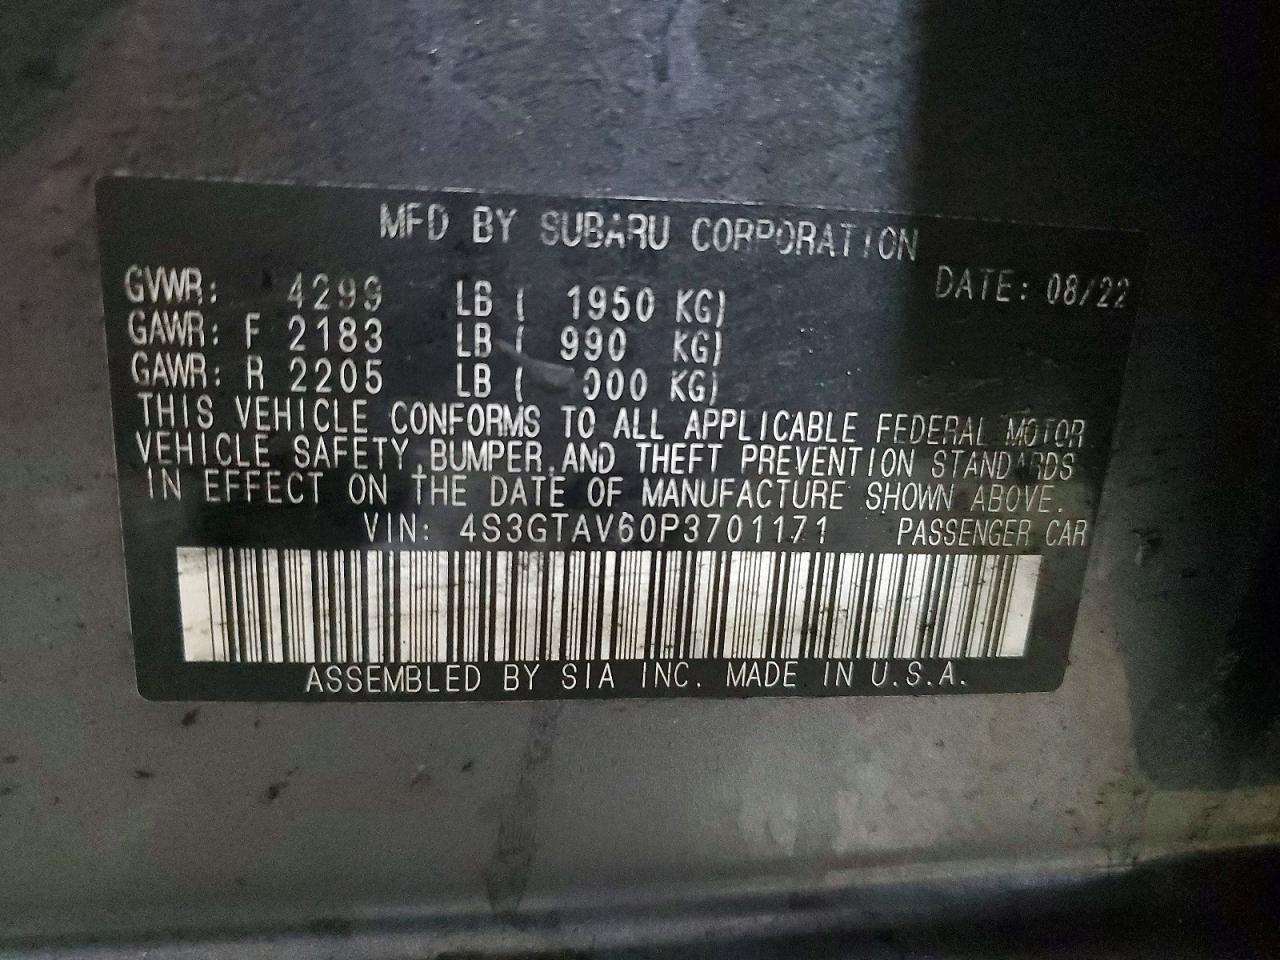 MFD BY SUBARU CORPORATION
DATE: 08/22
GVWR: 4299 LB ( 1950 KG)
GAWR: F 2183 LB ( 990 KG)
GAWR: R 2205 LB ( 000 KG)
THIS VEHICLE CONFORMS TO ALL APPLICABLE FEDERAL MOTOR
VEHICLE SAFETY, BUMPER, AND THEFT PREVENTION STANDARDS
IN EFFECT ON THE DATE OF MANUFACTURE SHOWN ABOVE.
VIN: 4S3GTAV60P3701171 PASSENGER CAR
ASSEMBLED BY SIA INC. MADE IN U.S.A.